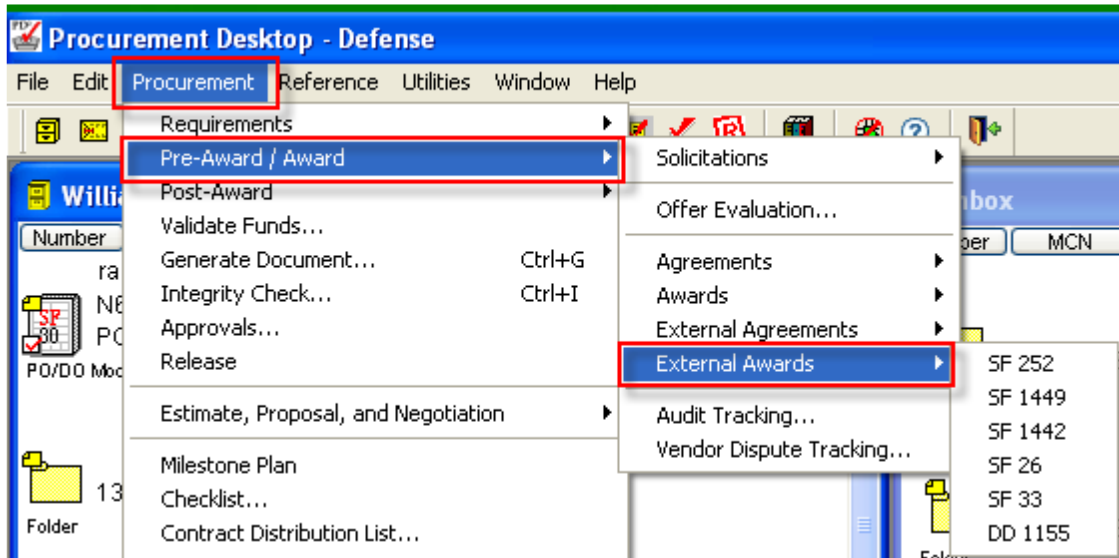 Procurement Desktop - Defense
File Edit Procurement Reference Utilities Window Help
Requirements
Pre-Award / Award
Post-Award
Validate Funds...
Generate Document... Ctrl+G
Integrity Check... Ctrl+I
Approvals...
Release
Estimate, Proposal, and Negotiation
Milestone Plan
Checklist...
Contract Distribution List...
Solicitations
Offer Evaluation...
Agreements
Awards
External Agreements
External Awards
Audit Tracking...
Vendor Dispute Tracking...
SF 252
SF 1449
SF 1442
SF 26
SF 33
DD 1155
Number
SF
30
PO/DO
13
Folder
MCN